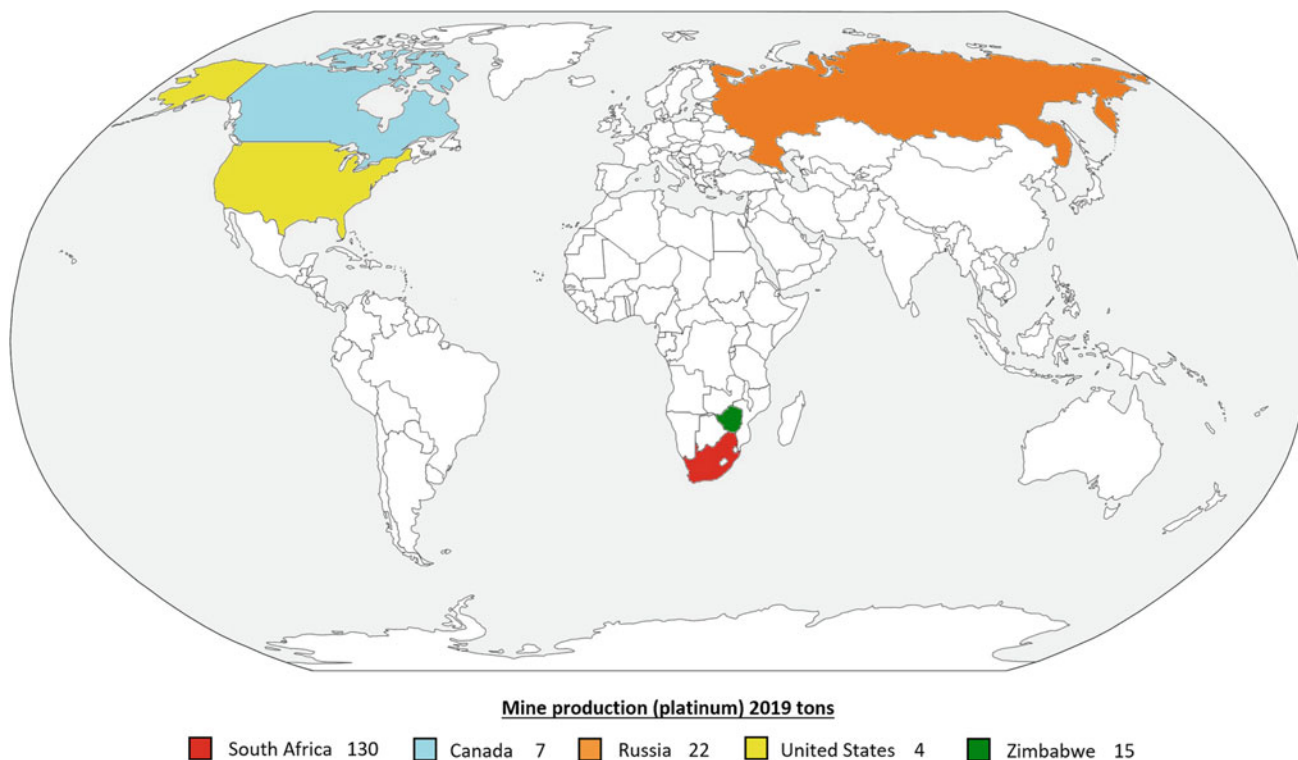 Mine production (platinum) 2019 tons
South Africa 130 Canada 7 Russia 22 United States 4 Zimbabwe 15